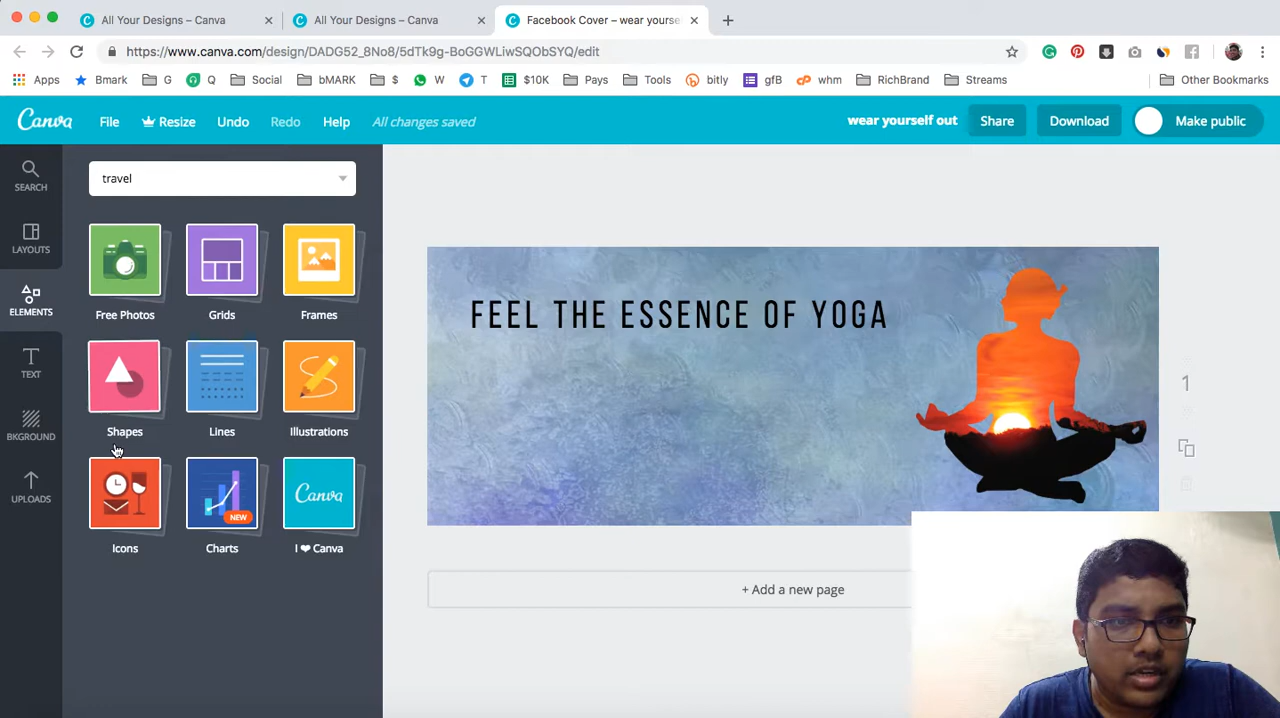 All Your Designs – Canva
All Your Designs – Canva
Facebook Cover – wear yourse
https://www.canva.com/design/DADG52_8No8/5dTk9g-BoGGWLiwSQObSYQ/edit
Apps
Bmark
G
Q
Social
bMARK
$
W
T
$10K
Pays
Tools
bitly
gfB
whm
RichBrand
Streams
Other Bookmarks
Canva
File
Resize
Undo
Redo
Help
All changes saved
wear yourself out
Share
Download
Make public
SEARCH
LAYOUTS
ELEMENTS
TEXT
BKGROUND
UPLOADS
travel
Free Photos
Grids
Frames
Shapes
Lines
Illustrations
NEW
Canva
Icons
Charts
I ❤ Canva
FEEL THE ESSENCE OF YOGA
1
+ Add a new page